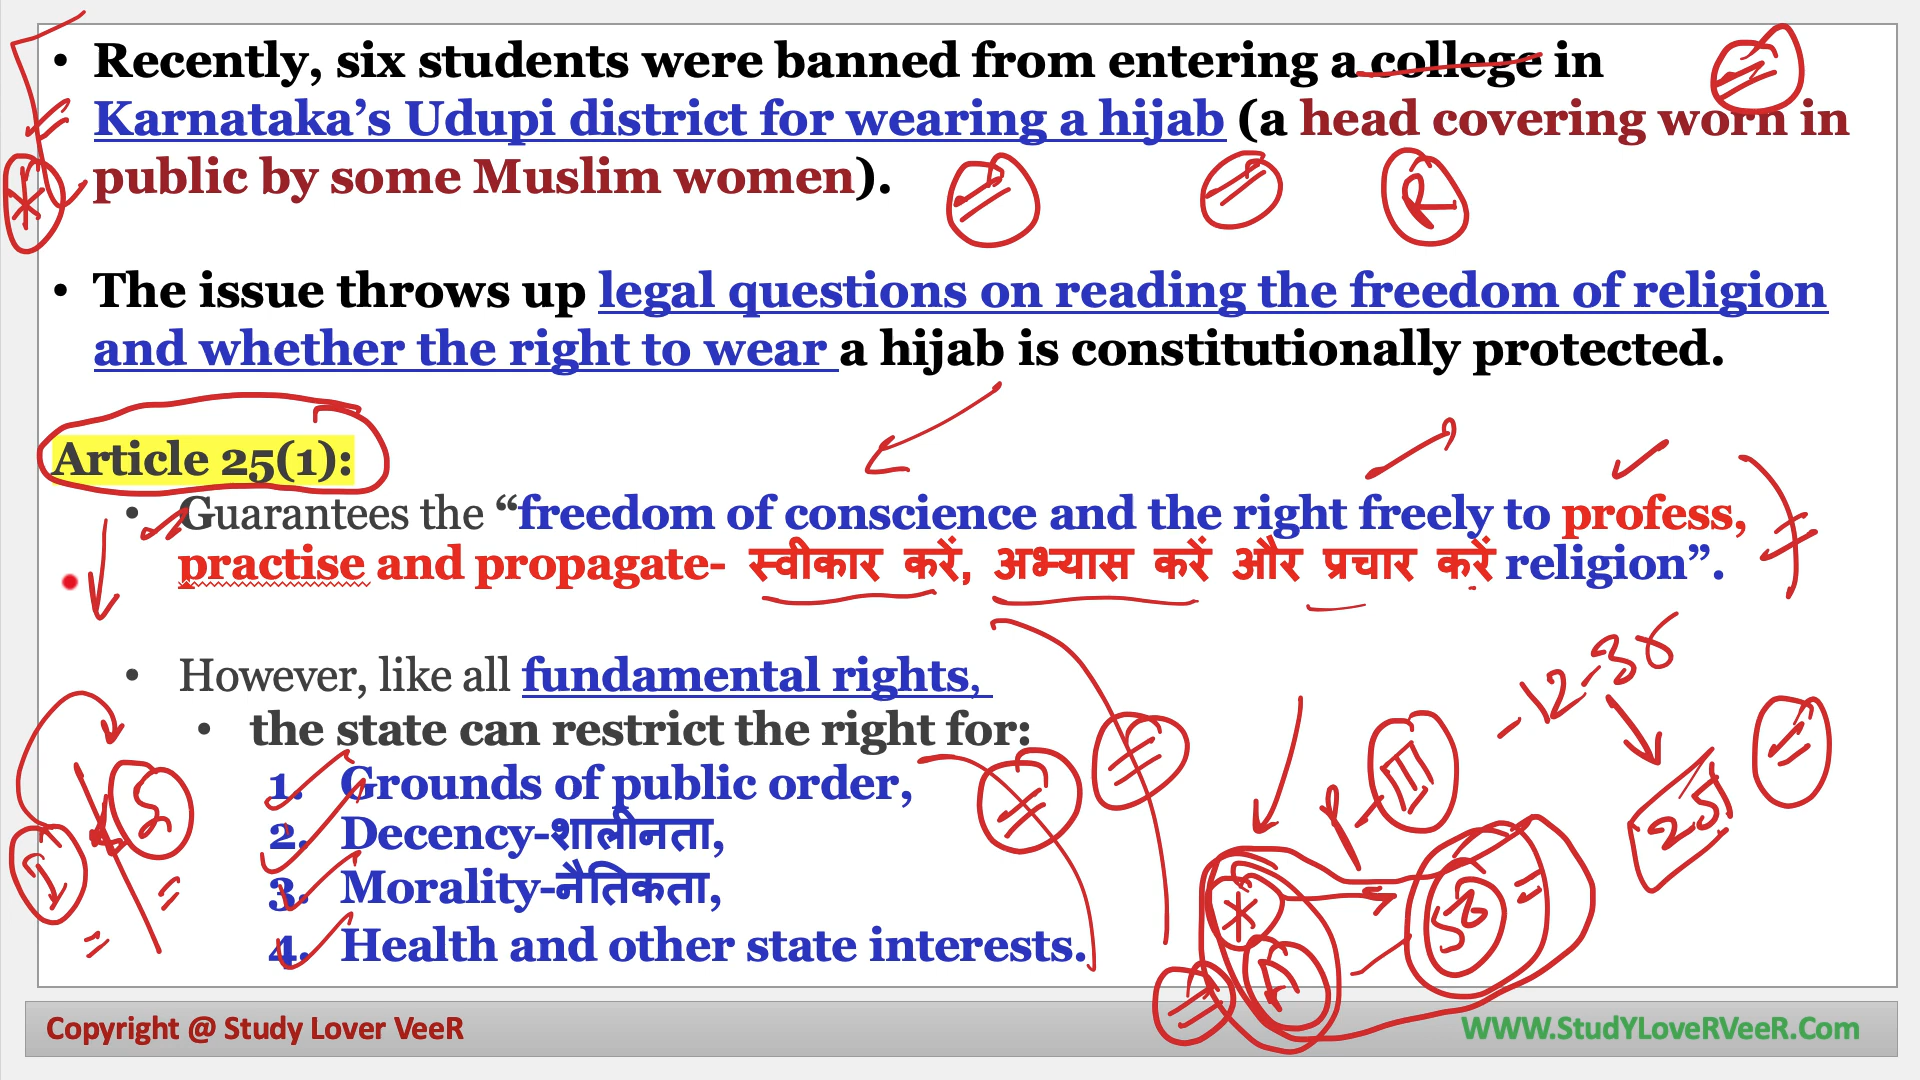 • Recently, six students were banned from entering a college in
Karnataka’s Udupi district for wearing a hijab (a head covering worn in
public by some Muslim women).
R
• The issue throws up legal questions on reading the freedom of religion
and whether the right to wear a hijab is constitutionally protected.
Article 25(1):
• Guarantees the “freedom of conscience and the right freely to profess,
practise and propagate- स्वीकार करें, अभ्यास करें और प्रचार करें religion”.
-12-35
• However, like all fundamental rights,
• the state can restrict the right for:
III
1. Grounds of public order,
25
2. Decency-शालीनता,
S
3. Morality-नैतिकता,
I
4. Health and other state interests.
Copyright @ Study Lover VeeR
WWW.StudYLoveRVeeR.Com